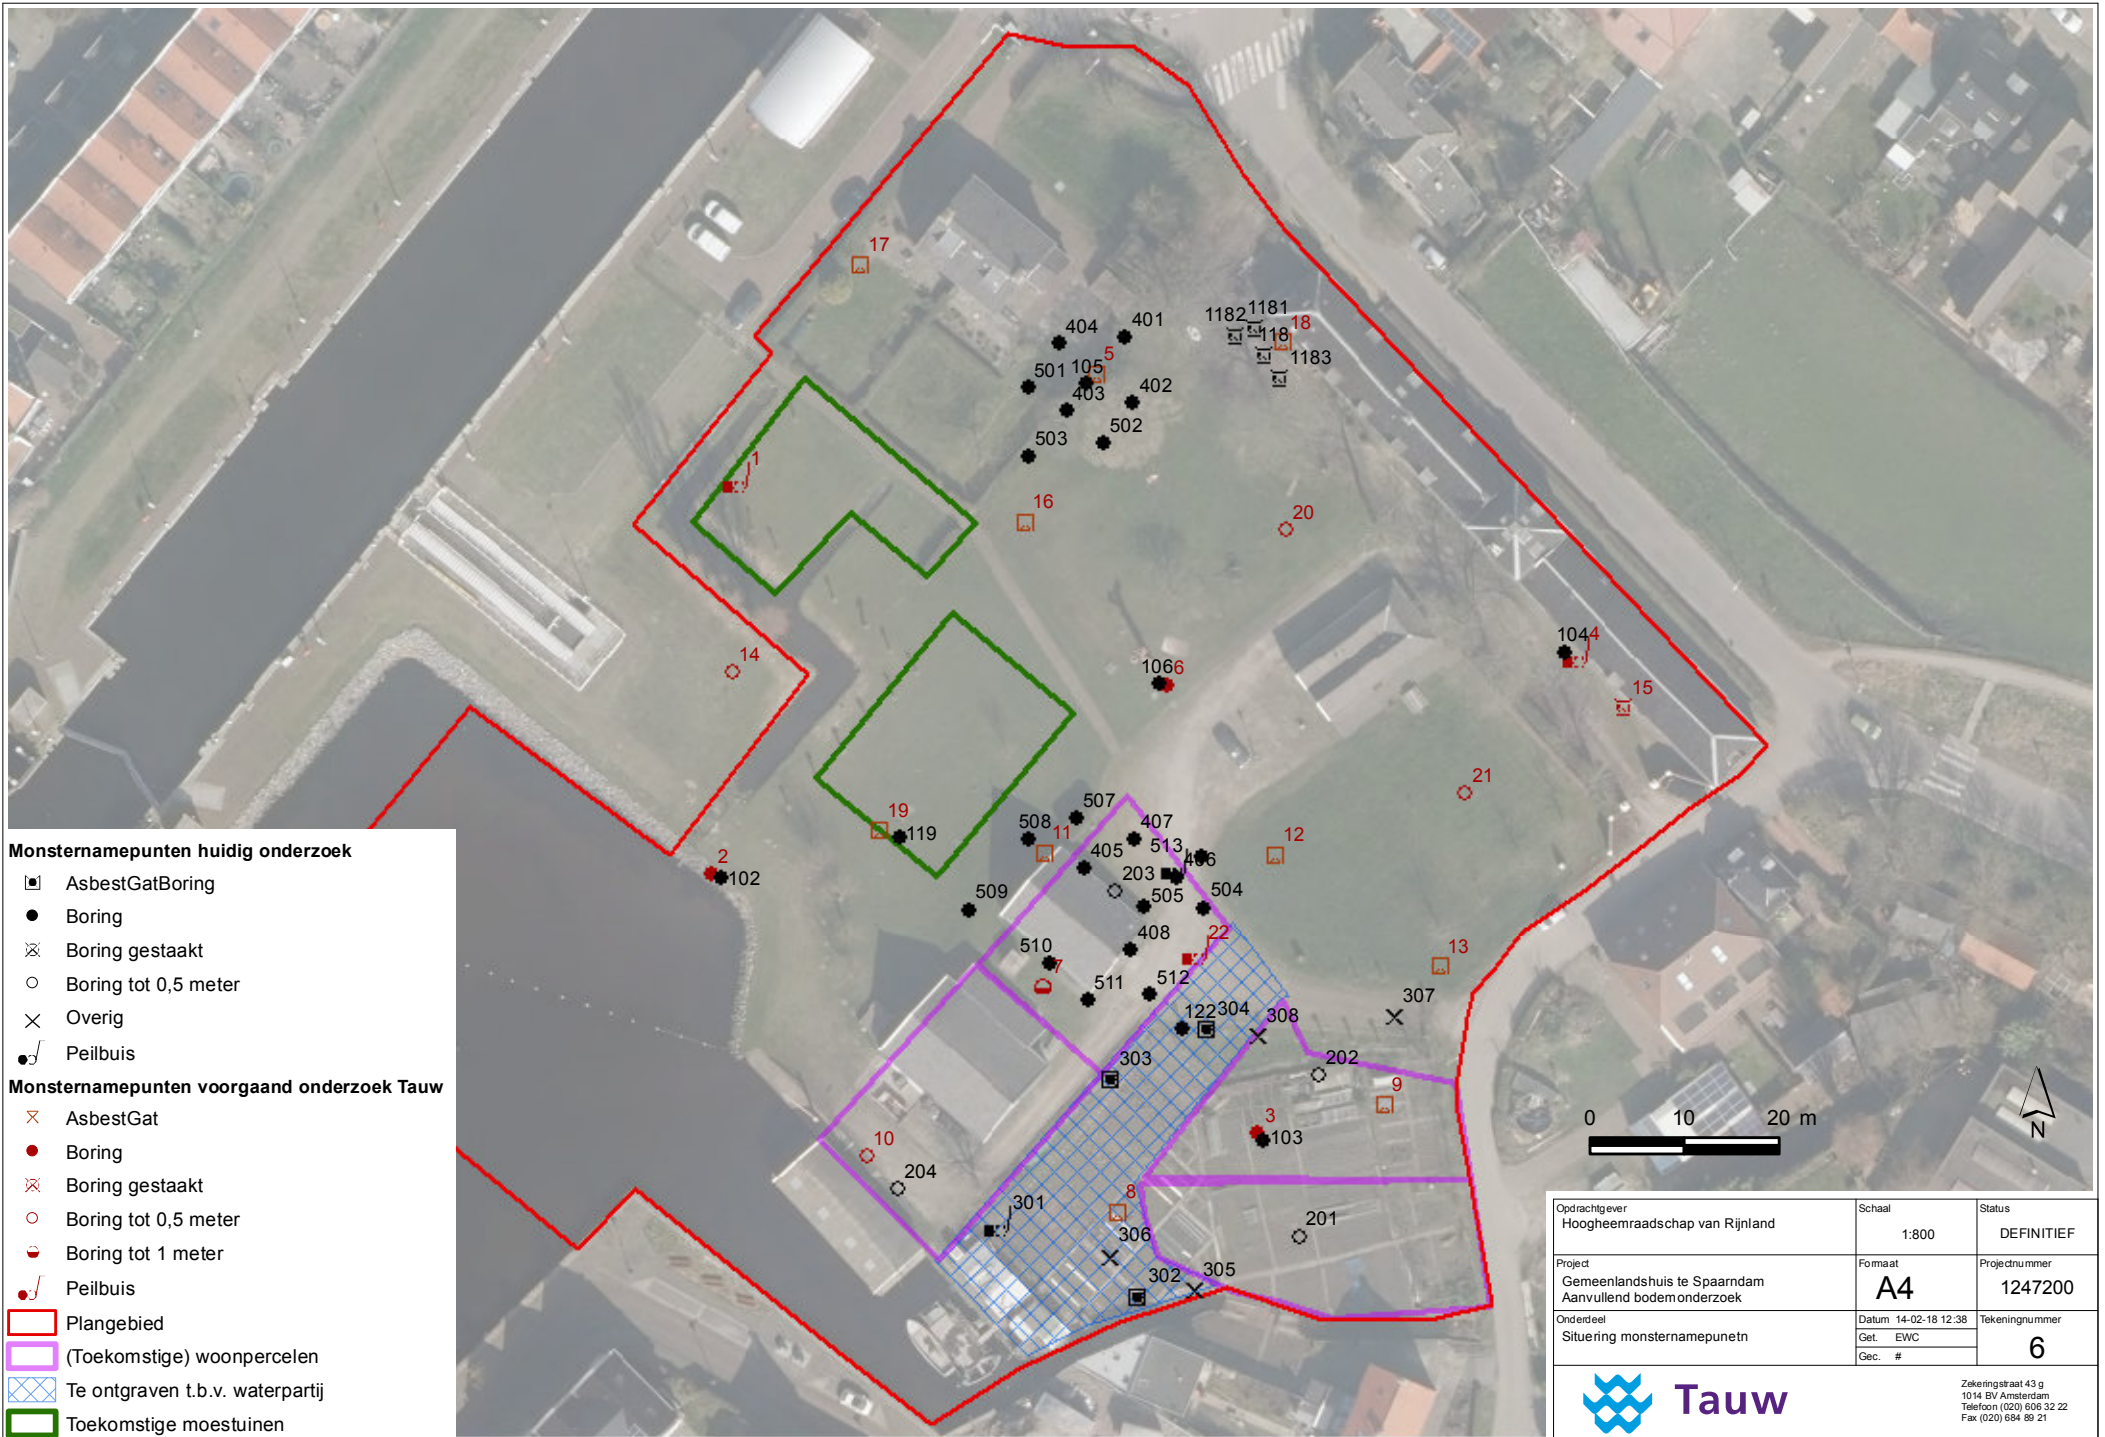 17
404
401
1182
1181
118
18
1183
5
105
501
403
402
502
503
1
16
20
14
106
6
104
4
15
21
19
119
2
102
507
508
11
407
513
405
203
505
504
12
509
408
510
7
22
511
512
13
307
122
304
308
303
202
9
3
103
10
204
301
8
306
201
302
305
Monsternamepunten huidig onderzoek
AsbestGatBoring
Boring
Boring gestaakt
Boring tot 0,5 meter
Overig
Peilbuis
Monsternamepunten voorgaand onderzoek Tauw
AsbestGat
Boring
Boring gestaakt
Boring tot 0,5 meter
Boring tot 1 meter
Peilbuis
Plangebied
(Toekomstige) woonpercelen
Te ontgraven t.b.v. waterpartij
Toekomstige moestuinen
0 10 20 m
N
Opdrachtgever
Hoogheemraadschap van Rijnland
Schaal
1:800
Status
DEFINITIEF
Project
Gemeenlandshuis te Spaarndam
Aanvullend bodemonderzoek
Formaat
A4
Projectnummer
1247200
Onderdeel
Situering monsternamepunetn
Datum 14-02-18 12:38
Get. EWC
Gec. #
Tekeningnummer
6
Tauw
Zekeringstraat 43 g
1014 BV Amsterdam
Telefoon (020) 606 32 22
Fax (020) 684 89 21